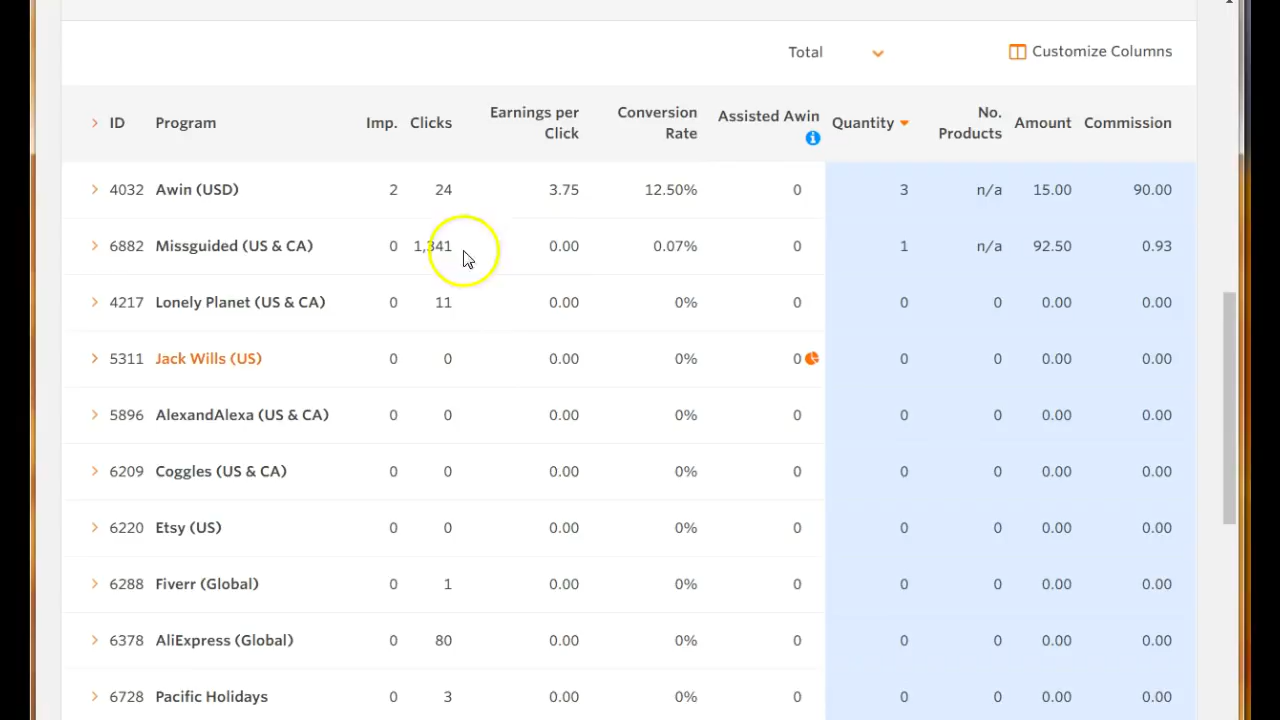 Total
Customize Columns
ID Program Imp. Clicks Earnings per Click Conversion Rate Assisted Awin Quantity No. Products Amount Commission
4032 Awin (USD) 2 24 3.75 12.50% 0 3 n/a 15.00 90.00
6882 Missguided (US & CA) 0 1,341 0.00 0.07% 0 1 n/a 92.50 0.93
4217 Lonely Planet (US & CA) 0 11 0.00 0% 0 0 0 0.00 0.00
5311 Jack Wills (US) 0 0 0.00 0% 0 0 0 0.00 0.00
5896 AlexandAlexa (US & CA) 0 0 0.00 0% 0 0 0 0.00 0.00
6209 Coggles (US & CA) 0 0 0.00 0% 0 0 0 0.00 0.00
6220 Etsy (US) 0 0 0.00 0% 0 0 0 0.00 0.00
6288 Fiverr (Global) 0 1 0.00 0% 0 0 0 0.00 0.00
6378 AliExpress (Global) 0 80 0.00 0% 0 0 0 0.00 0.00
6728 Pacific Holidays 0 3 0.00 0% 0 0 0 0.00 0.00